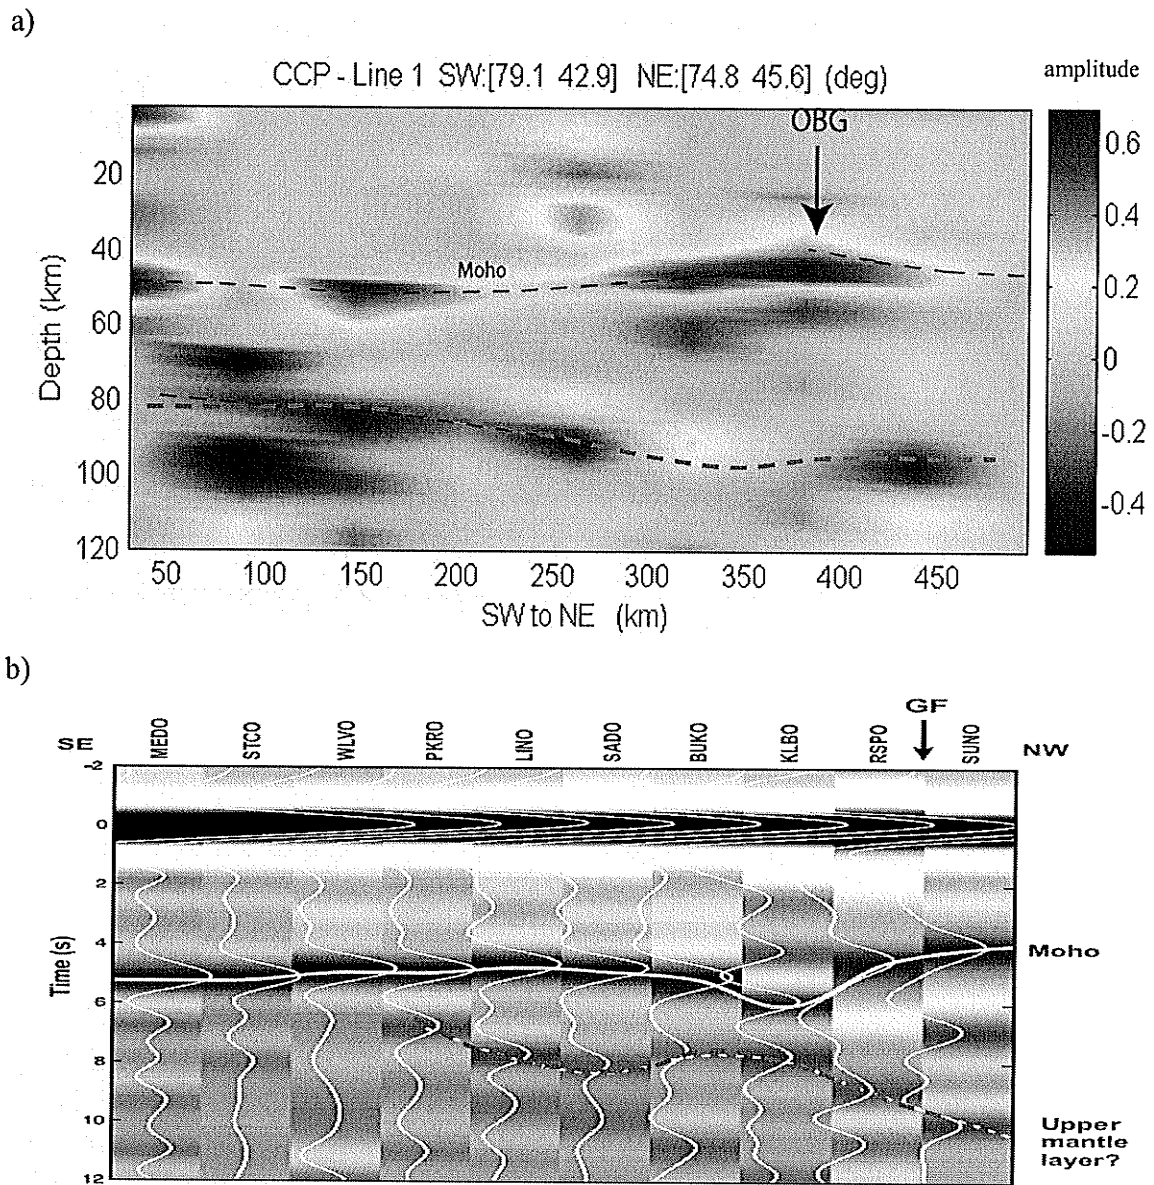 a)
CCP - Line 1 SW:[79.1 42.9] NE:[74.8 45.6] (deg)
amplitude
OBG
Moho
Depth (km)
20
40
60
80
100
120
50 100 150 200 250 300 350 400 450
SW to NE (km)
0.6
0.4
0.2
0
-0.2
-0.4
b)
GF
SE MEDO STCO WLVO PKRO LINO SADO BUKO KLBO RSPO SUNO NW
Time (s)
-2
0
2
4
6
8
10
12
Moho
Upper
mantle
layer?